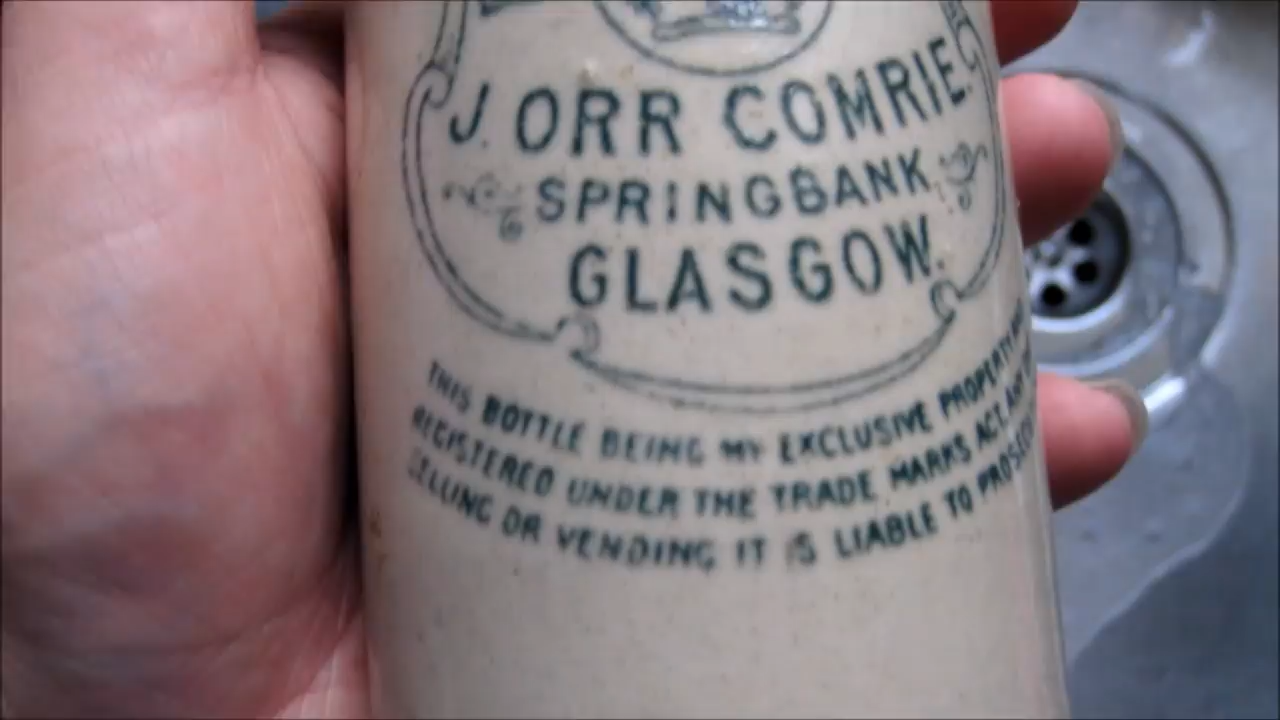 J. ORR COMRIE.
SPRINGBANK,
GLASGOW.
THIS BOTTLE BEING MY EXCLUSIVE PROPERTY
REGISTERED UNDER THE TRADE MARKS ACT,
SELLING OR VENDING IT IS LIABLE TO